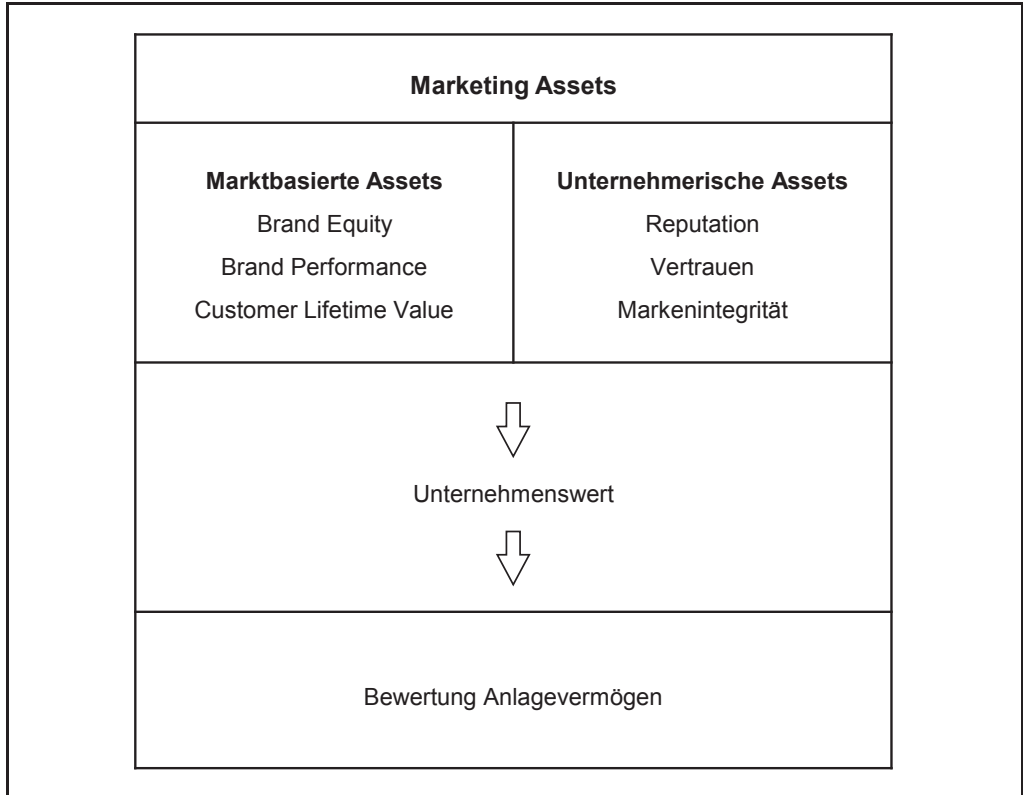 Marketing Assets
Marktbasierte Assets
Brand Equity
Brand Performance
Customer Lifetime Value
Unternehmerische Assets
Reputation
Vertrauen
Markenintegrität
Unternehmenswert
Bewertung Anlagevermögen